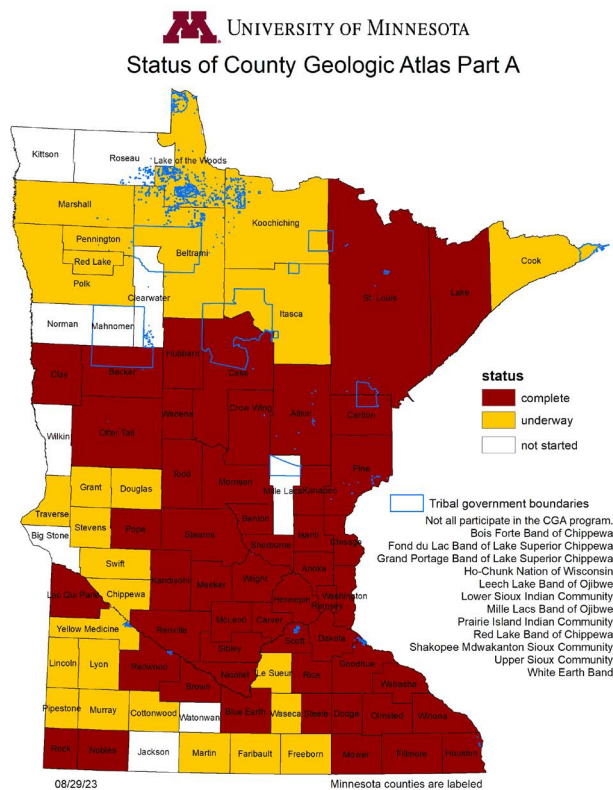 UNIVERSITY OF MINNESOTA
Status of County Geologic Atlas Part A
Kittson
Roseau
Lake of the Woods
Marshall
Koochiching
Pennington
Beltrami
Red Lake
Cook
Polk
Clearwater
Itasca
St. Louis
Lake
Norman
Mahnomen
Hubbard
Cass
Clay
Becker
status
complete
underway
not started
Wadena
Crow Wing
Aitkin
Carlton
Otter Tail
Wilkin
Pine
Todd
Morrison
Mille Lacs
Kanabec
Grant
Douglas
Traverse
Stevens
Pope
Stearns
Benton
Isanti
Chisago
Big Stone
Sherburne
Swift
Anoka
Kandiyohi
Meeker
Wright
Washington
Hennepin
Ramsey
Lac Qui Parle
Chippewa
McLeod
Carver
Yellow Medicine
Renville
Scott
Dakota
Sibley
Goodhue
Lincoln
Lyon
Redwood
Nicollet
Le Sueur
Rice
Wabasha
Brown
Pipestone
Murray
Cottonwood
Watonwan
Blue Earth
Waseca
Steele
Dodge
Olmsted
Winona
Rock
Nobles
Jackson
Martin
Faribault
Freeborn
Mower
Fillmore
Houston
Tribal government boundaries
Not all participate in the CGA program.
Bois Forte Band of Chippewa
Fond du Lac Band of Lake Superior Chippewa
Grand Portage Band of Lake Superior Chippewa
Ho-Chunk Nation of Wisconsin
Leech Lake Band of Ojibwe
Lower Sioux Indian Community
Mille Lacs Band of Ojibwe
Prairie Island Indian Community
Red Lake Band of Chippewa
Shakopee Mdwakanton Sioux Community
Upper Sioux Community
White Earth Band
08/29/23
Minnesota counties are labeled